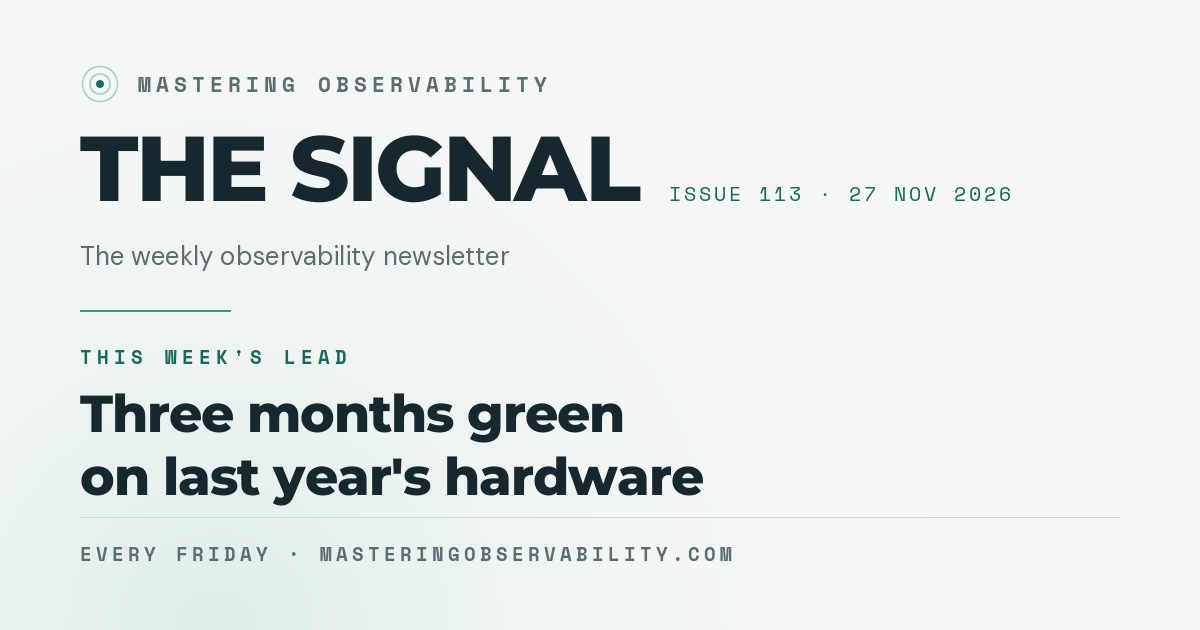 MASTERING OBSERVABILITY
THE SIGNAL
ISSUE 113 · 27 NOV 2026
The weekly observability newsletter
THIS WEEK'S LEAD
Three months green
on last year's hardware
EVERY FRIDAY · MASTERINGOBSERVABILITY.COM